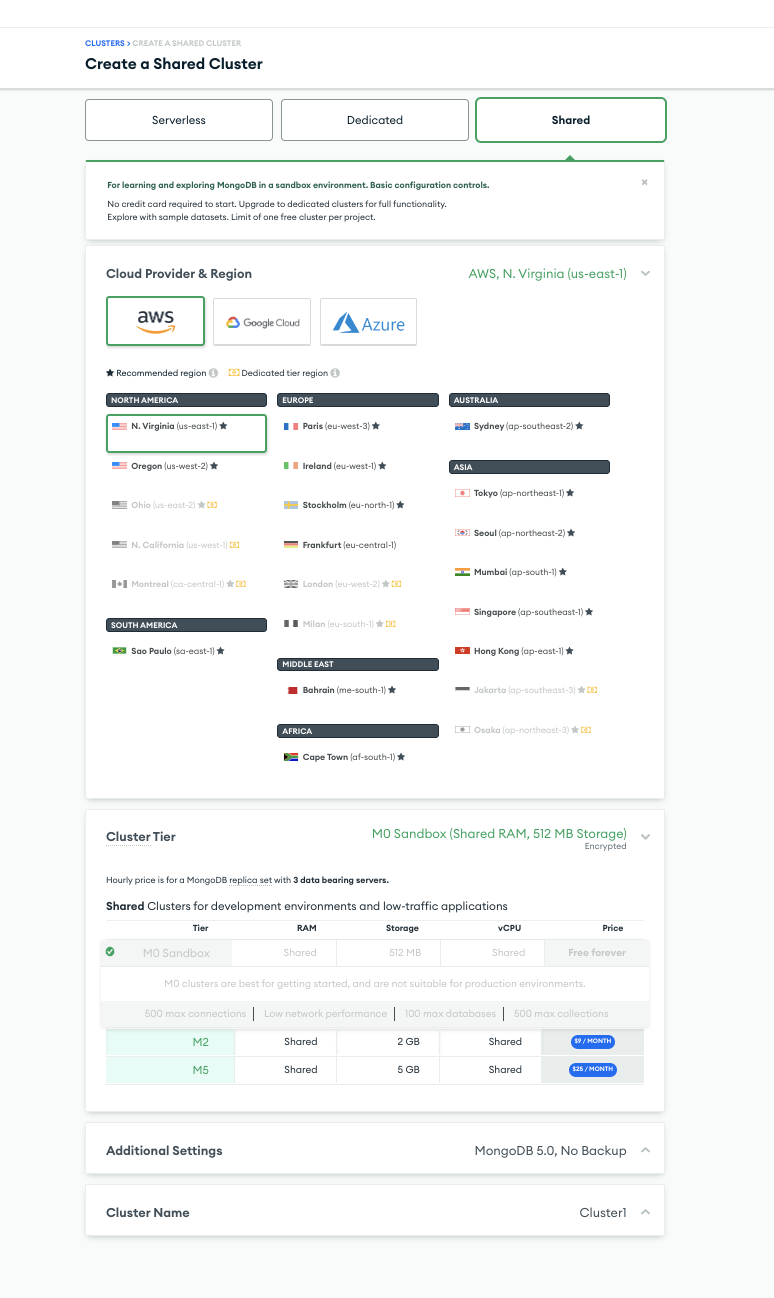 CLUSTERS > CREATE A SHARED CLUSTER
Create a Shared Cluster
Serverless
Dedicated
Shared
For learning and exploring MongoDB in a sandbox environment. Basic configuration controls.
No credit card required to start. Upgrade to dedicated clusters for full functionality.
Explore with sample datasets. Limit of one free cluster per project.
Cloud Provider & Region
AWS, N. Virginia (us-east-1)
aws
Google Cloud
Azure
Recommended region
Dedicated tier region
NORTH AMERICA
N. Virginia (us-east-1)
Oregon (us-west-2)
Ohio (us-east-2)
N. California (us-west-1)
Montreal (ca-central-1)
SOUTH AMERICA
Sao Paulo (sa-east-1)
EUROPE
Paris (eu-west-3)
Ireland (eu-west-1)
Stockholm (eu-north-1)
Frankfurt (eu-central-1)
London (eu-west-2)
Milan (eu-south-1)
MIDDLE EAST
Bahrain (me-south-1)
AFRICA
Cape Town (af-south-1)
AUSTRALIA
Sydney (ap-southeast-2)
ASIA
Tokyo (ap-northeast-1)
Seoul (ap-northeast-2)
Mumbai (ap-south-1)
Singapore (ap-southeast-1)
Hong Kong (ap-east-1)
Jakarta (ap-southeast-3)
Osaka (ap-northeast-3)
Cluster Tier
M0 Sandbox (Shared RAM, 512 MB Storage)
Encrypted
Hourly price is for a MongoDB replica set with 3 data bearing servers.
Shared Clusters for development environments and low-traffic applications
Tier RAM Storage vCPU Price
M0 Sandbox Shared 512 MB Shared Free forever
M0 clusters are best for getting started, and are not suitable for production environments.
500 max connections Low network performance 100 max databases 500 max collections
M2 Shared 2 GB Shared $9 / MONTH
M5 Shared 5 GB Shared $25 / MONTH
Additional Settings
MongoDB 5.0, No Backup
Cluster Name
Cluster1